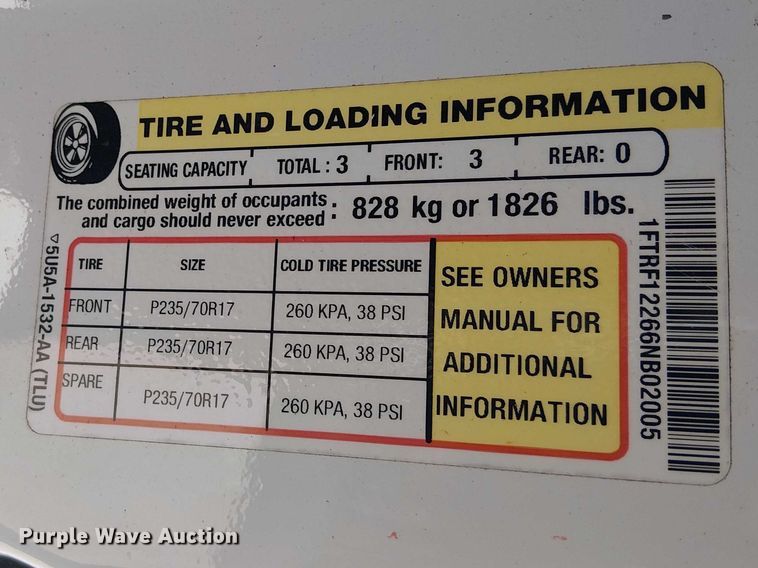 TIRE AND LOADING INFORMATION
SEATING CAPACITY TOTAL : 3 FRONT: 3 REAR: 0
The combined weight of occupants
and cargo should never exceed : 828 kg or 1826 lbs.
TIRE SIZE COLD TIRE PRESSURE
FRONT P235/70R17 260 KPA, 38 PSI
REAR P235/70R17 260 KPA, 38 PSI
SPARE P235/70R17 260 KPA, 38 PSI
SEE OWNERS
MANUAL FOR
ADDITIONAL
INFORMATION
5U5A-1532-AA (TLU)
1FTRF12266NB02005
Purple Wave Auction